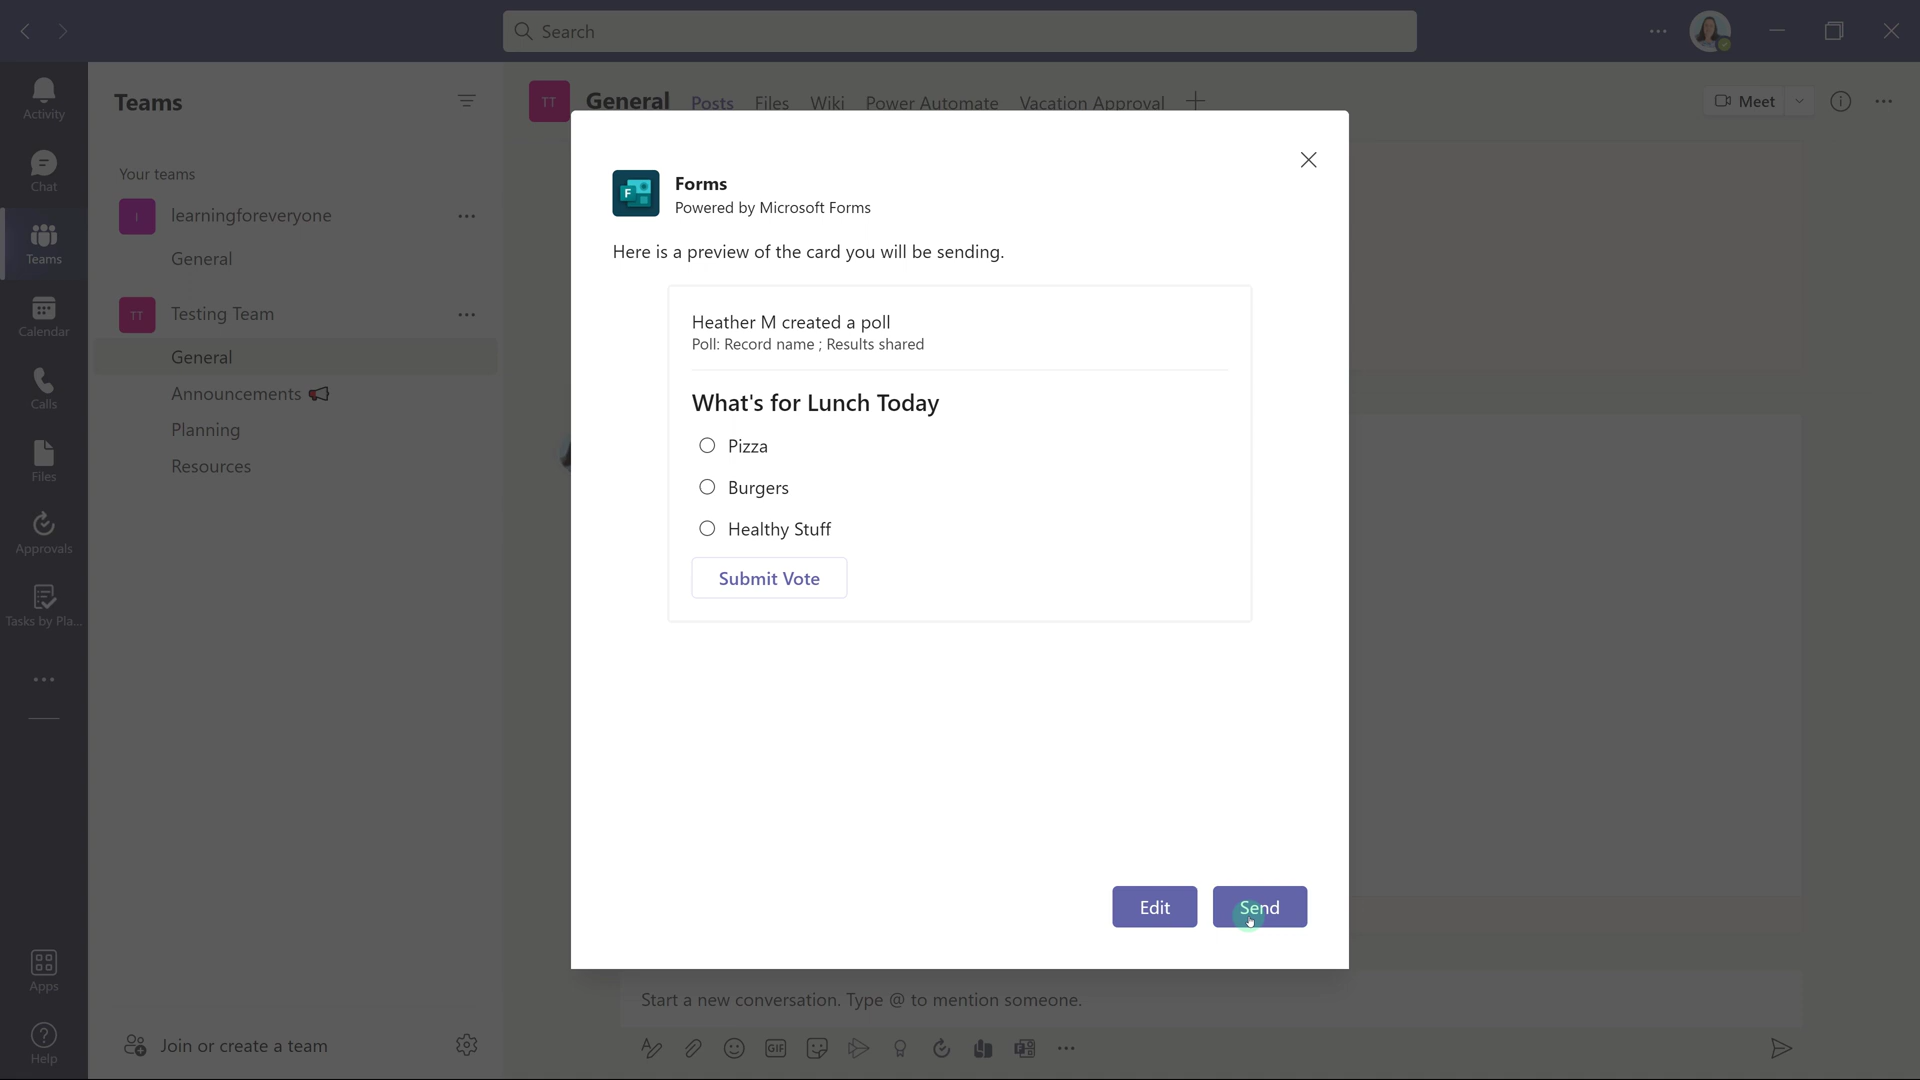 Search
Activity
Chat
Teams
Calendar
Calls
Files
Approvals
Tasks by Pla...
Apps
Help
Teams
Your teams
I
learningforeveryone
General
TT
Testing Team
General
Announcements
Planning
Resources
Join or create a team
TT
General
Posts
Files
Wiki
Power Automate
Vacation Approval
Meet
Forms
Powered by Microsoft Forms
Here is a preview of the card you will be sending.
Heather M created a poll
Poll: Record name ; Results shared
What's for Lunch Today
Pizza
Burgers
Healthy Stuff
Submit Vote
Edit
Send
Start a new conversation. Type @ to mention someone.
GIF